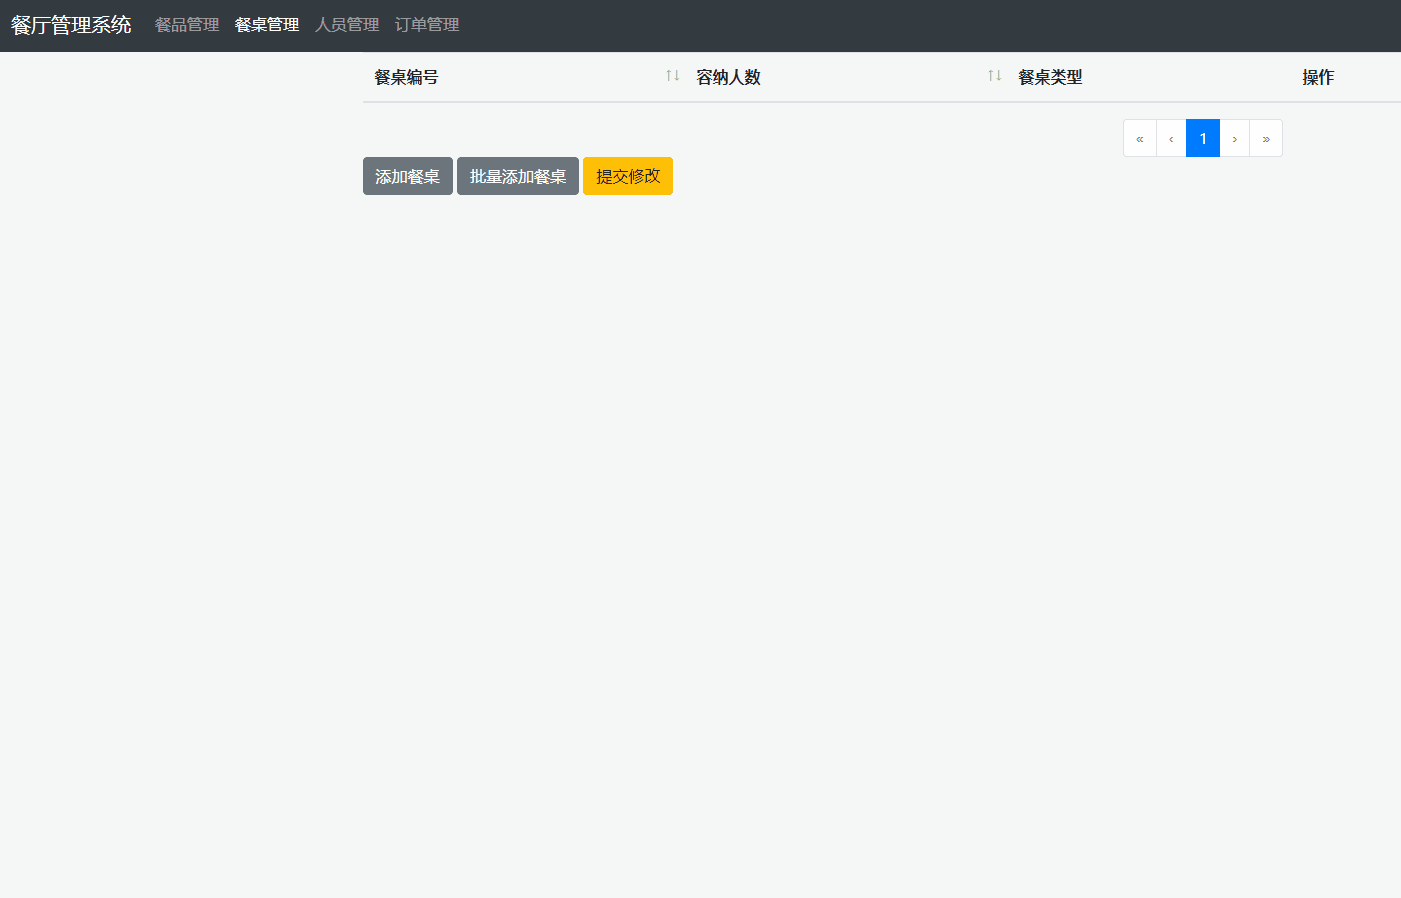 餐厅管理系统 餐品管理 餐桌管理 人员管理 订单管理
餐桌编号 ↑↓ 容纳人数 ↑↓ 餐桌类型 操作
« ‹ 1 › »
添加餐桌 批量添加餐桌 提交修改